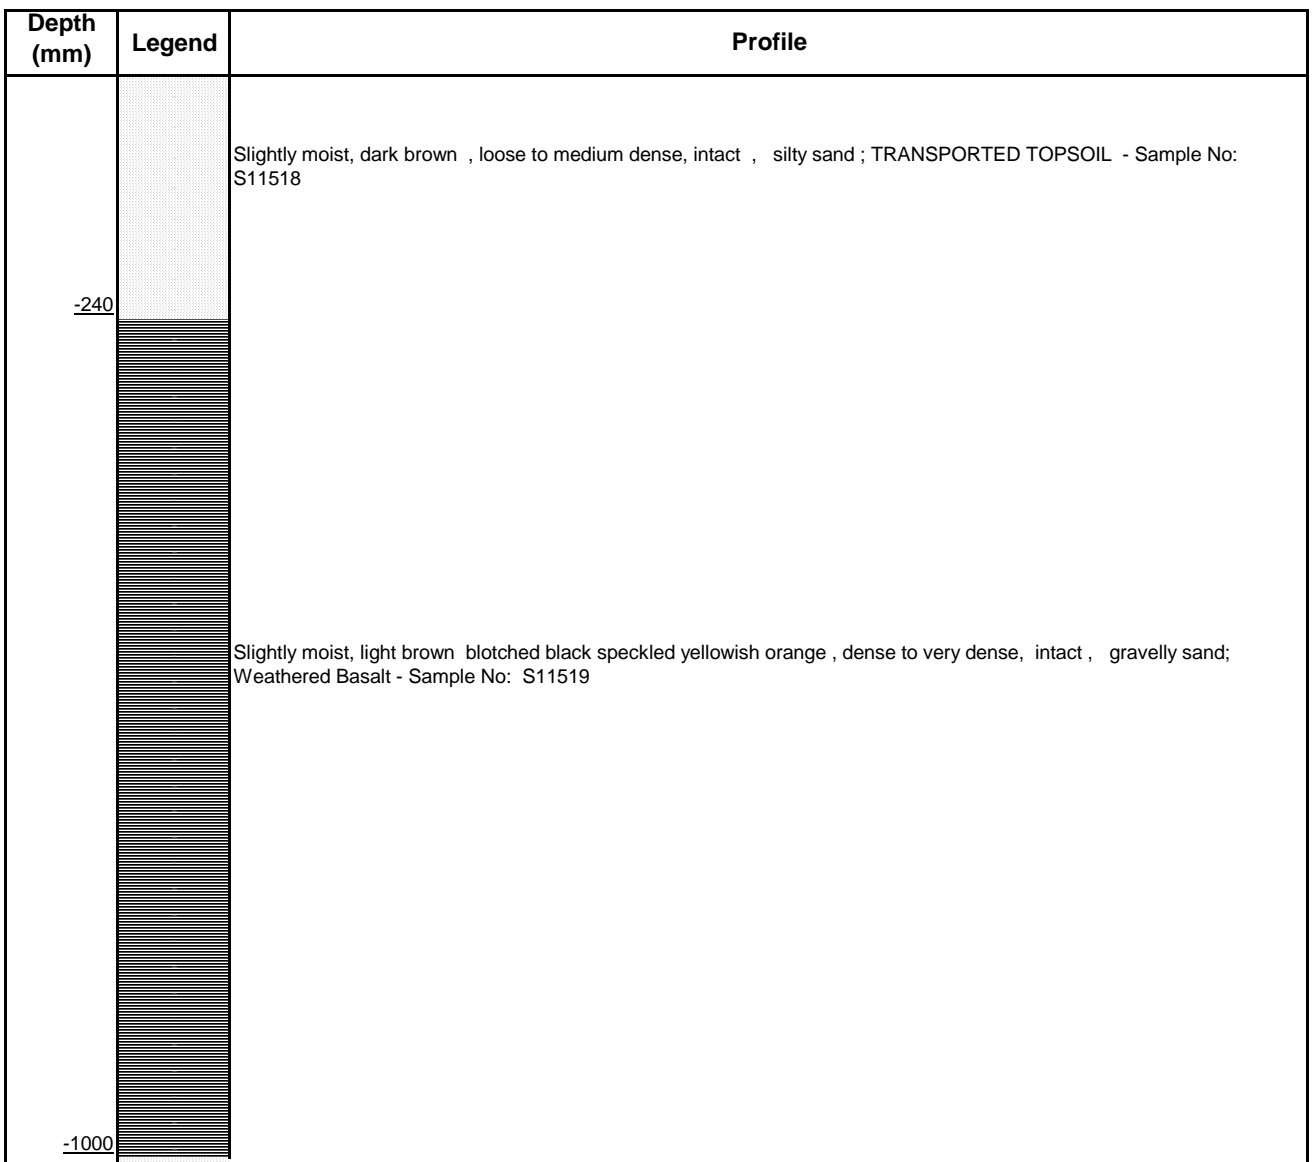 Depth
(mm)
Legend
Profile
Slightly moist, dark brown , loose to medium dense, intact , silty sand ; TRANSPORTED TOPSOIL - Sample No:
S11518
-240
Slightly moist, light brown blotched black speckled yellowish orange , dense to very dense, intact , gravelly sand;
Weathered Basalt - Sample No: S11519
-1000